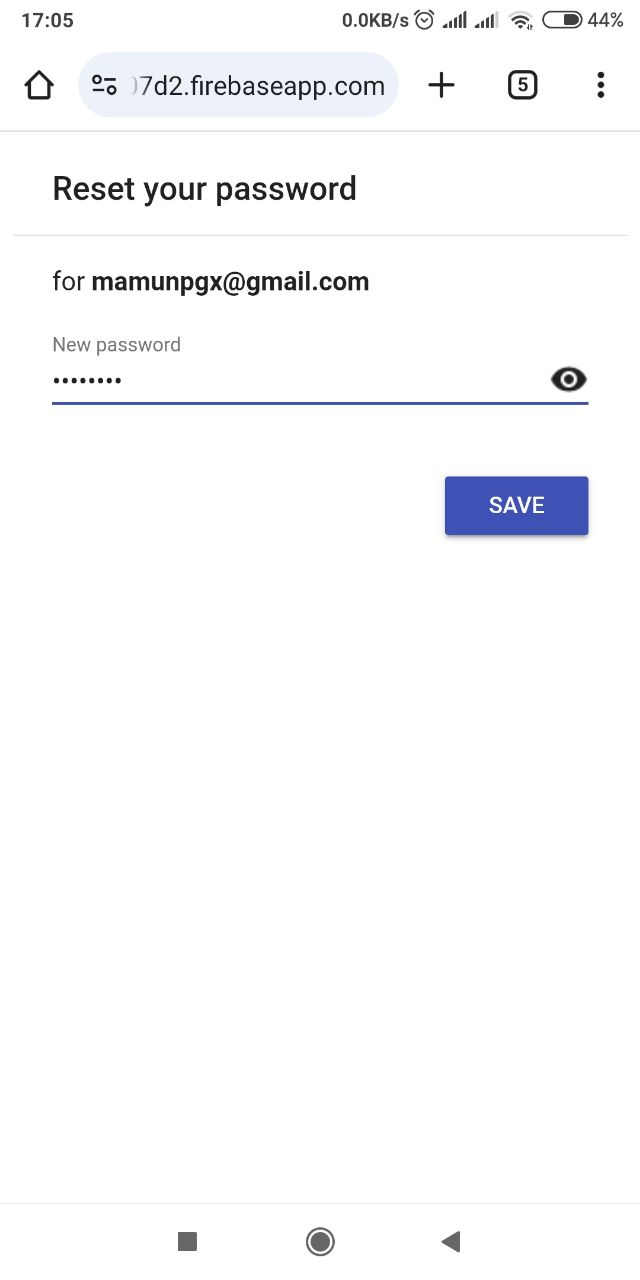 17:05 0.0KB/s 44%
7d2.firebaseapp.com 5
Reset your password
for mamunpgx@gmail.com
New password
••••••••
SAVE